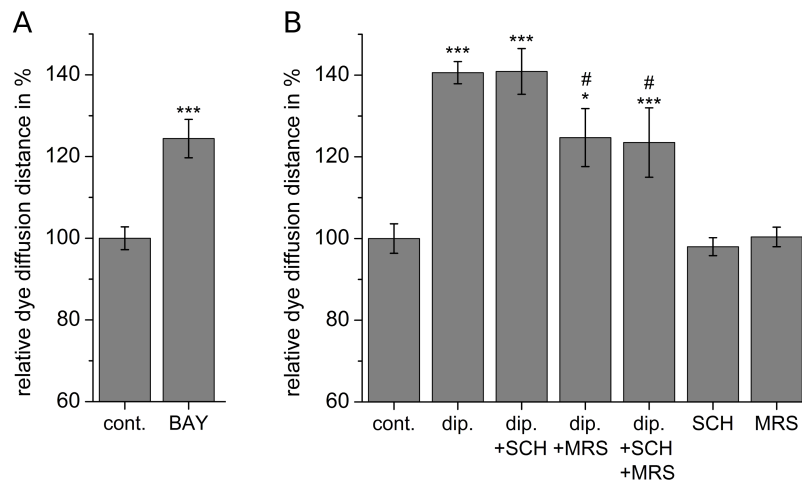 A
relative dye diffusion distance in %
140
120
100
80
60
***
cont. BAY
B
relative dye diffusion distance in %
140
120
100
80
60
*** *** # #
* ***
cont. dip. dip. dip. dip. SCH MRS
+SCH +MRS +SCH
+MRS